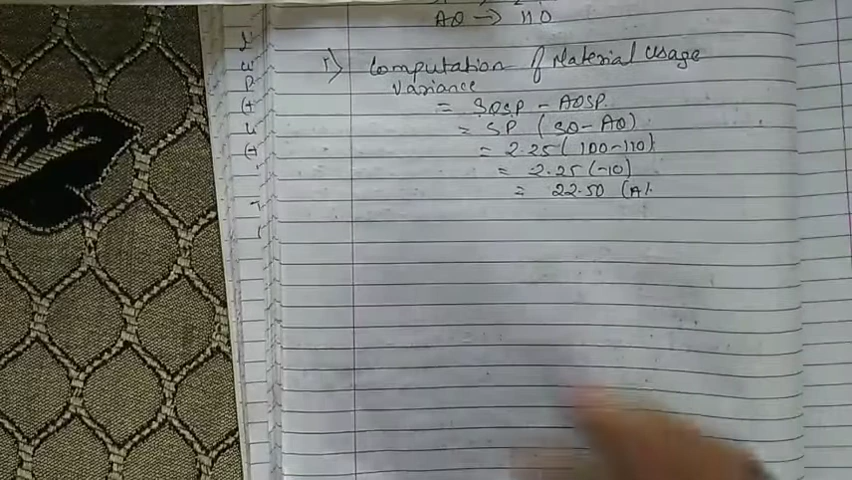 AQ → 110
1) Computation of Material Usage
Variance
= SQSP - AQSP.
= SP (SQ - AQ)
= 2.25 (100-110)
= 2.25 (-10)
= 22.50 (A).